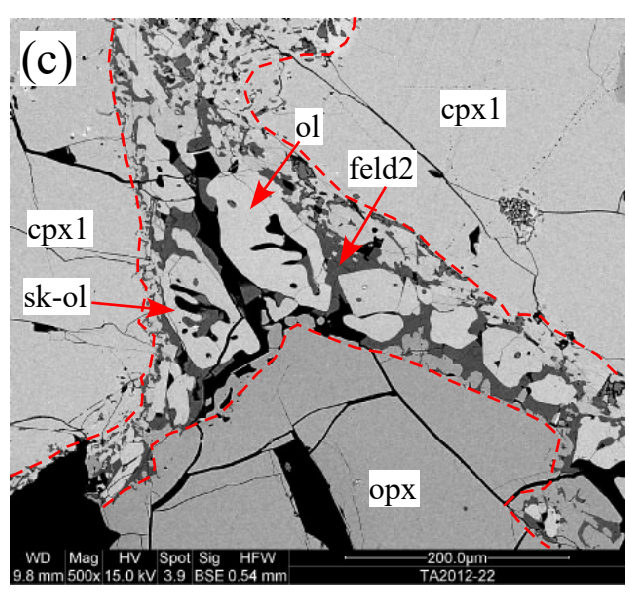 (c)
cpx1
ol
feld2
cpx1
sk-ol
opx
WD Mag HV Spot Sig HFW 200.0µm
9.8 mm 500x 15.0 kV 3.9 BSE 0.54 mm TA2012-22